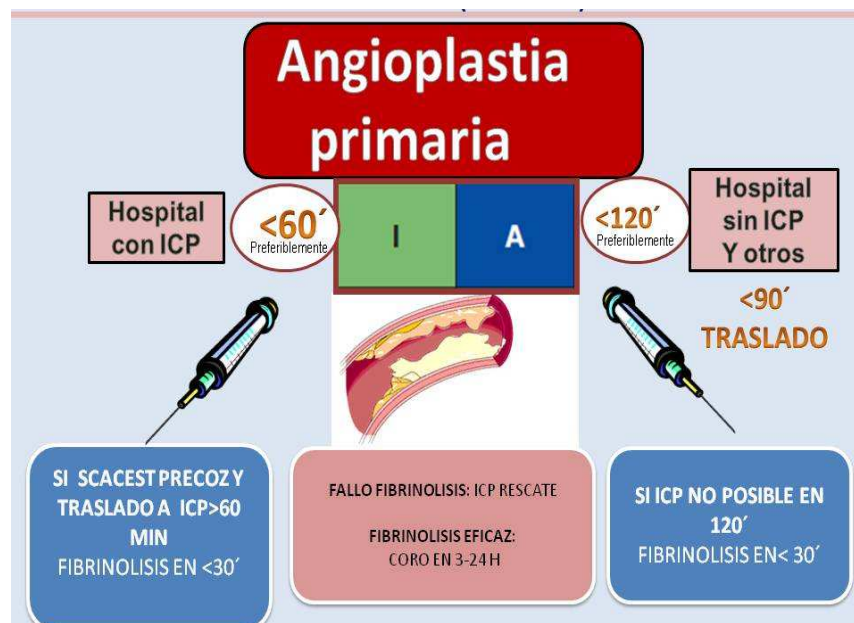 Angioplastia
primaria
Hospital
con ICP
<60´
Preferiblemente
I
A
<120´
Preferiblemente
Hospital
sin ICP
Y otros
<90´
TRASLADO
SI SCACEST PRECOZ Y
TRASLADO A ICP>60
MIN
FIBRINOLISIS EN <30´
FALLO FIBRINOLISIS: ICP RESCATE
FIBRINOLISIS EFICAZ:
CORO EN 3-24 H
SI ICP NO POSIBLE EN
120´
FIBRINOLISIS EN< 30´